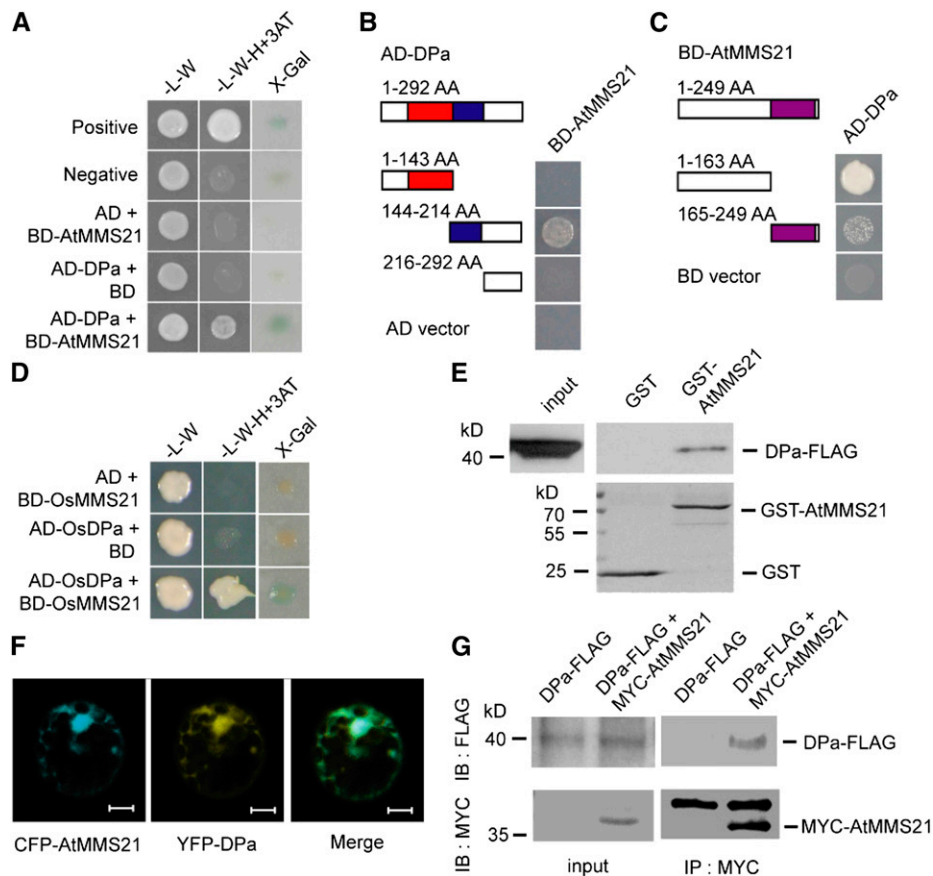 A
-L-W
-L-W-H+3AT
X-Gal
Positive
Negative
AD +
BD-AtMMS21
AD-DPa +
BD
AD-DPa +
BD-AtMMS21
B
AD-DPa
BD-AtMMS21
1-292 AA
1-143 AA
144-214 AA
216-292 AA
AD vector
C
BD-AtMMS21
AD-DPa
1-249 AA
1-163 AA
165-249 AA
BD vector
D
-L-W
-L-W-H+3AT
X-Gal
AD +
BD-OsMMS21
AD-OsDPa +
BD
AD-OsDPa +
BD-OsMMS21
E
input
GST
GST-
AtMMS21
kD
40
DPa-FLAG
kD
70
55
25
GST-AtMMS21
GST
F
CFP-AtMMS21
YFP-DPa
Merge
G
DPa-FLAG
DPa-FLAG +
MYC-AtMMS21
DPa-FLAG
DPa-FLAG +
MYC-AtMMS21
kD
IB : FLAG
40
DPa-FLAG
IB : MYC
35
MYC-AtMMS21
input
IP : MYC